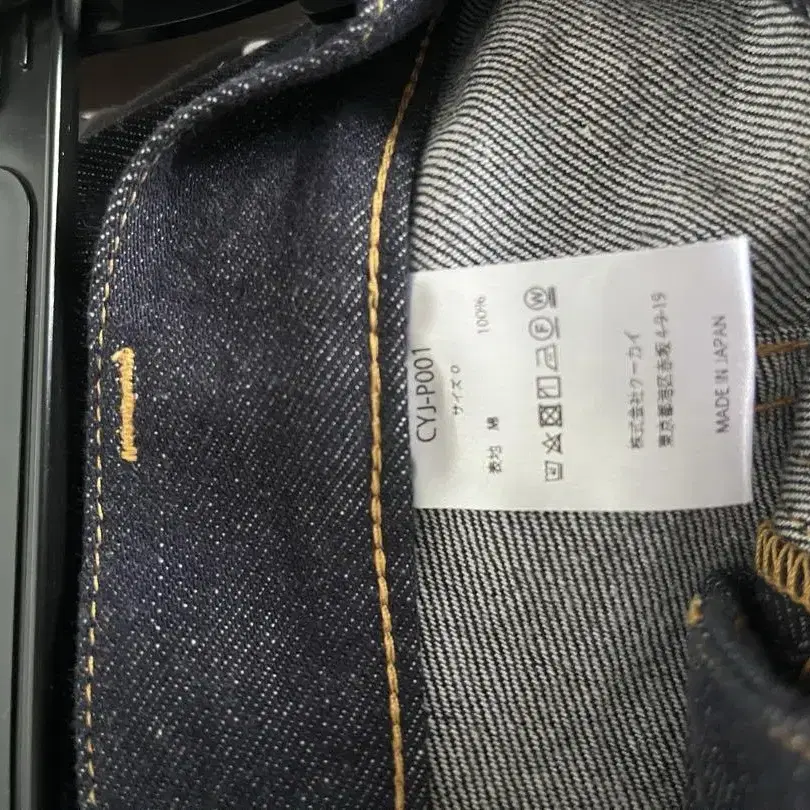 CYJ-P001
サイズ 0
表地 綿 100%
株式会社クーカイ
東京都港区赤坂 4-9-19
MADE IN JAPAN